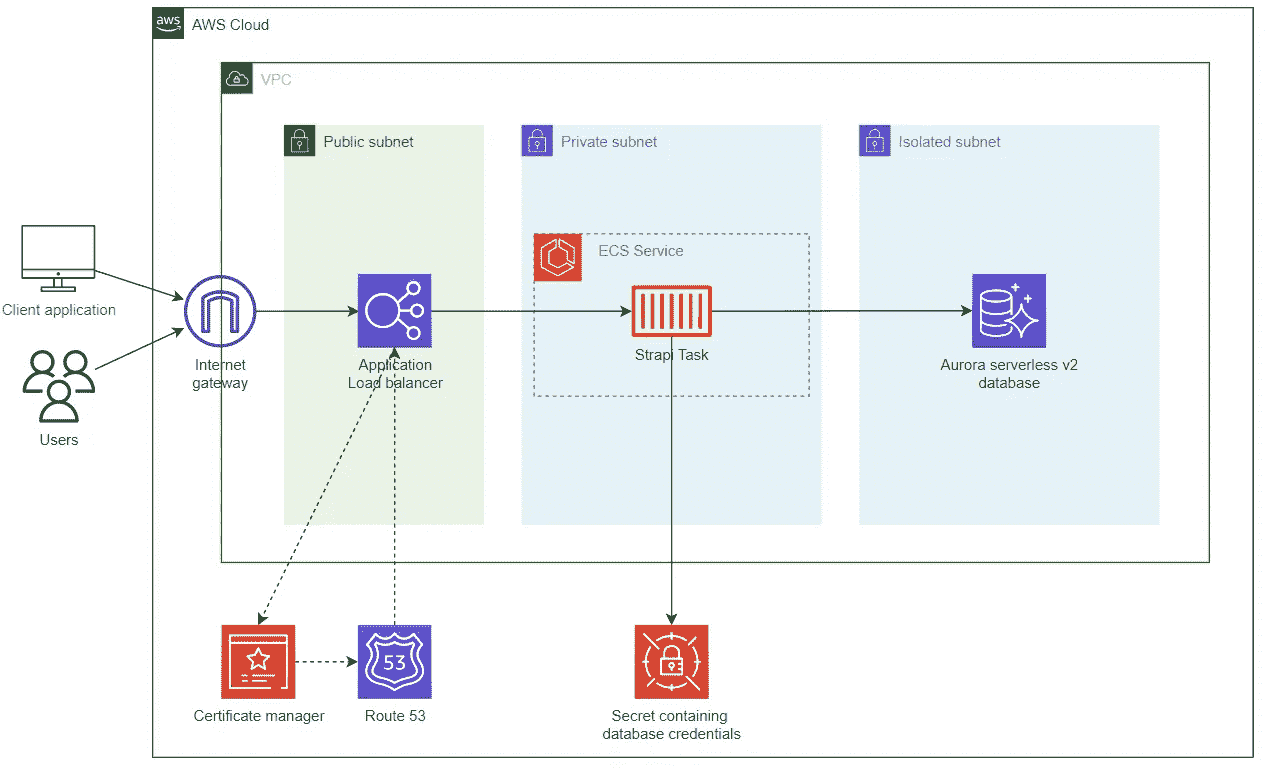 aws
AWS Cloud
VPC
Public subnet
Private subnet
Isolated subnet
ECS Service
Client application
Users
Internet
gateway
Application
Load balancer
Strapi Task
Aurora serverless v2
database
53
Certificate manager
Route 53
Secret containing
database credentials